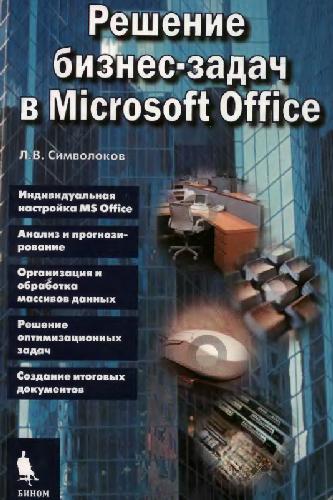 Решение
бизнес-задач
в Microsoft Office
Л.В. Символоков
Индивидуальная
настройка MS Office
Анализ и прогнази-
рование
Организация и
обработка
массивов данных
Решение
оптимизационных
задач
Создание итоговых
документов
БИНОМ